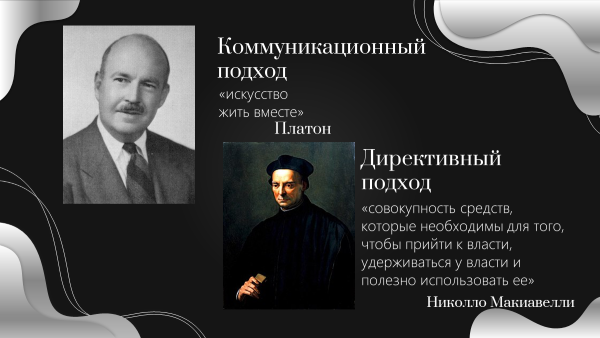 Коммуникационный
подход
«искусство
жить вместе»
Платон
Директивный
подход
«совокупность средств,
которые необходимы для того,
чтобы прийти к власти,
удерживаться у власти и
полезно использовать ее»
Николло Макиавелли